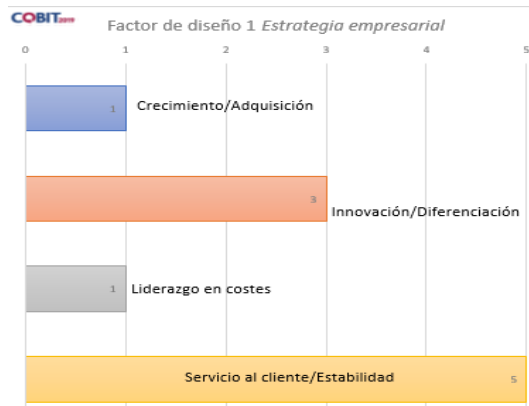 COBIT 2019
Factor de diseño 1 Estrategia empresarial
0 1 2 3 4 5
1 Crecimiento/Adquisición
3 Innovación/Diferenciación
1 Liderazgo en costes
Servicio al cliente/Estabilidad 5